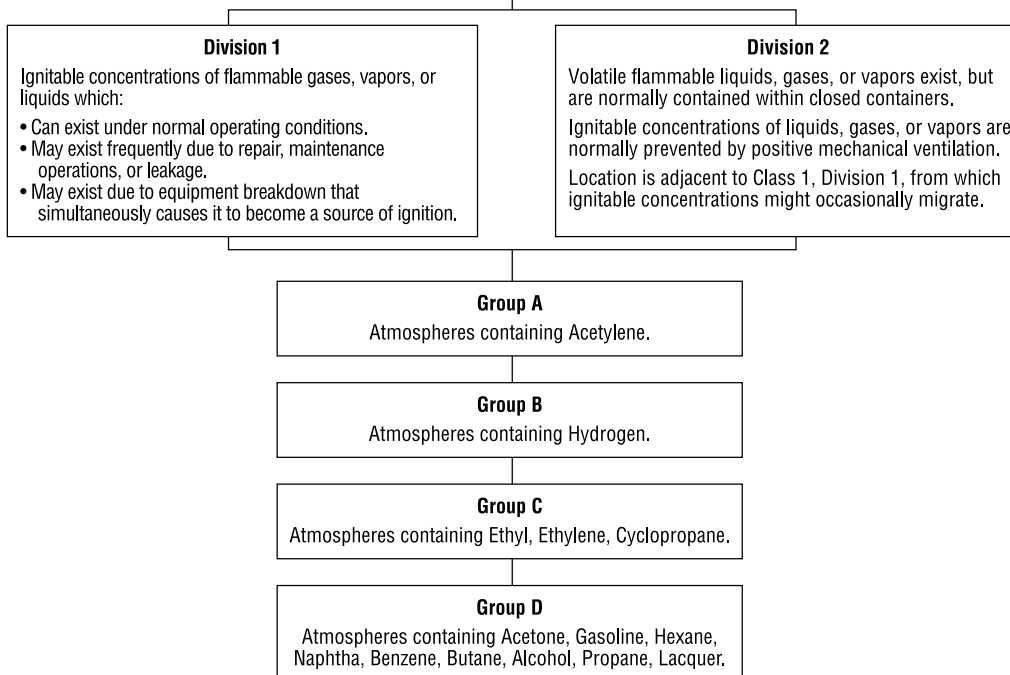 Division 1
Ignitable concentrations of flammable gases, vapors, or
liquids which:
• Can exist under normal operating conditions.
• May exist frequently due to repair, maintenance
operations, or leakage.
• May exist due to equipment breakdown that
simultaneously causes it to become a source of ignition.
Division 2
Volatile flammable liquids, gases, or vapors exist, but
are normally contained within closed containers.
Ignitable concentrations of liquids, gases, or vapors are
normally prevented by positive mechanical ventilation.
Location is adjacent to Class 1, Division 1, from which
ignitable concentrations might occasionally migrate.
Group A
Atmospheres containing Acetylene.
Group B
Atmospheres containing Hydrogen.
Group C
Atmospheres containing Ethyl, Ethylene, Cyclopropane.
Group D
Atmospheres containing Acetone, Gasoline, Hexane,
Naphtha, Benzene, Butane, Alcohol, Propane, Lacquer.